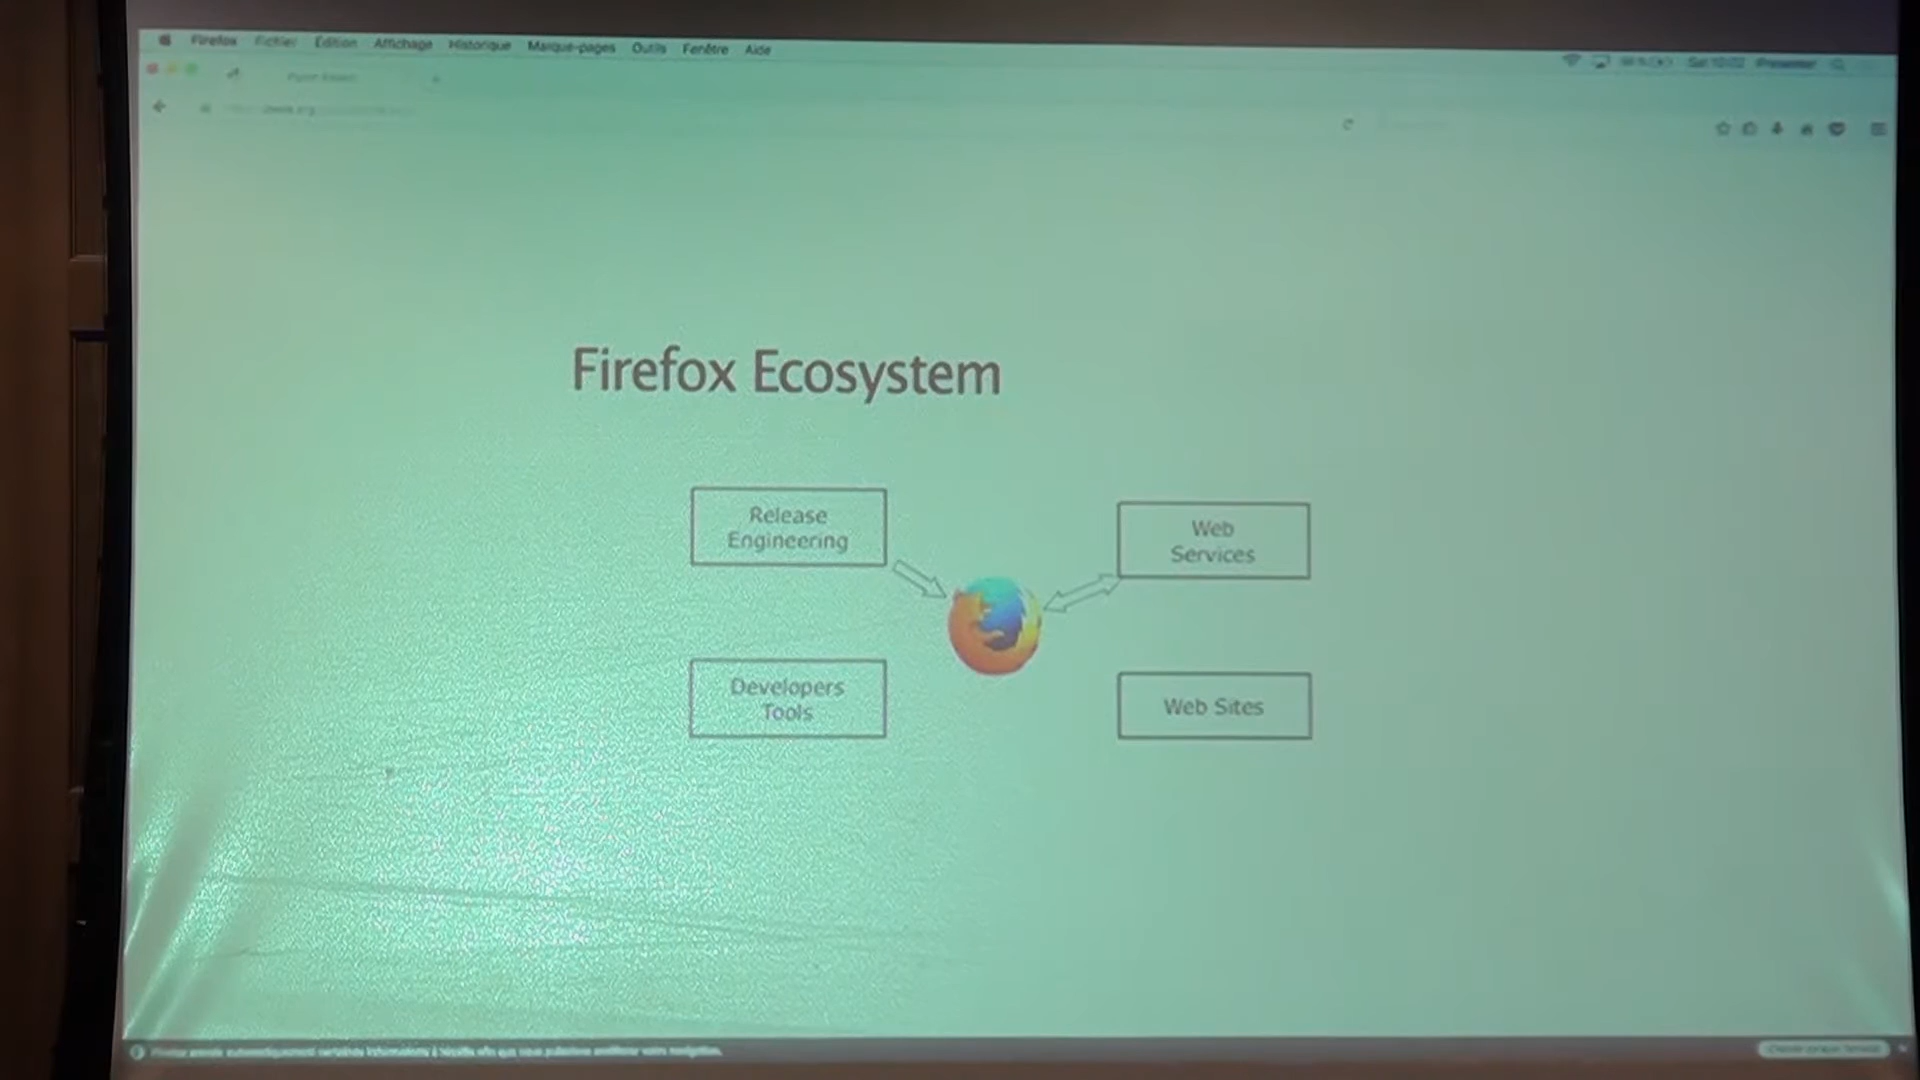 Firefox Fichier Édition Affichage Historique Marque-pages Outils Fenêtre Aide
Firefox Ecosystem
Release
Engineering
Web
Services
Developers
Tools
Web Sites